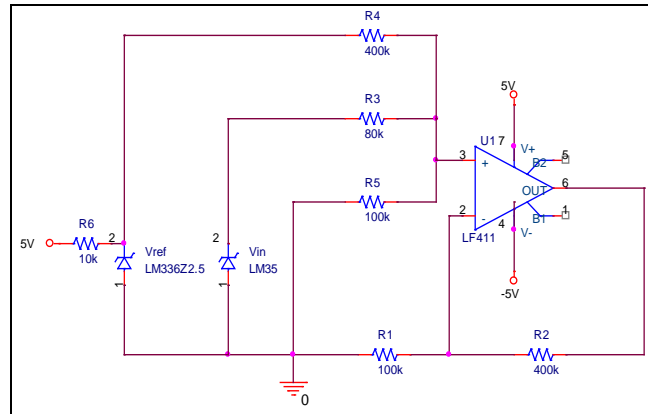 R4
400k
R3
80k
5V
U1
7
V+
5
B2
3
+
R5
100k
OUT
6
2
-
B1
1
4
V-
LF411
R6
5V
10k
2
Vref
LM336Z2.5
1
2
Vin
LM35
1
-5V
R1
100k
R2
400k
0